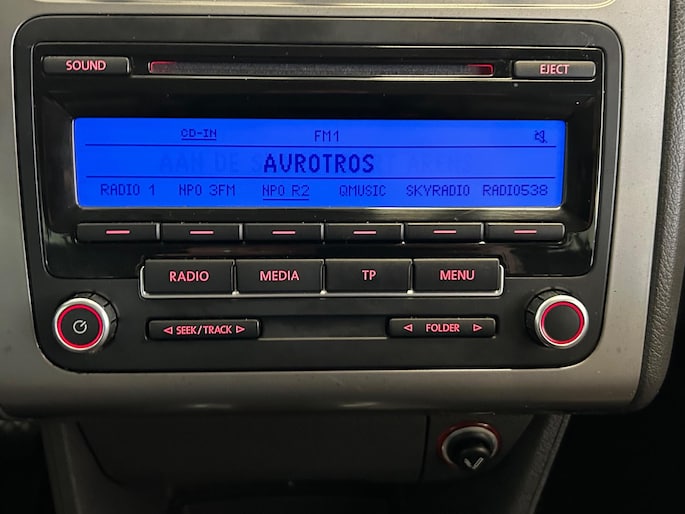 SOUND EJECT
CD-IN FM1
AVROTROS
RADIO 1 NPO 3FM NPO R2 QMUSIC SKYRADIO RADIO538
RADIO MEDIA TP MENU
SEEK/TRACK FOLDER